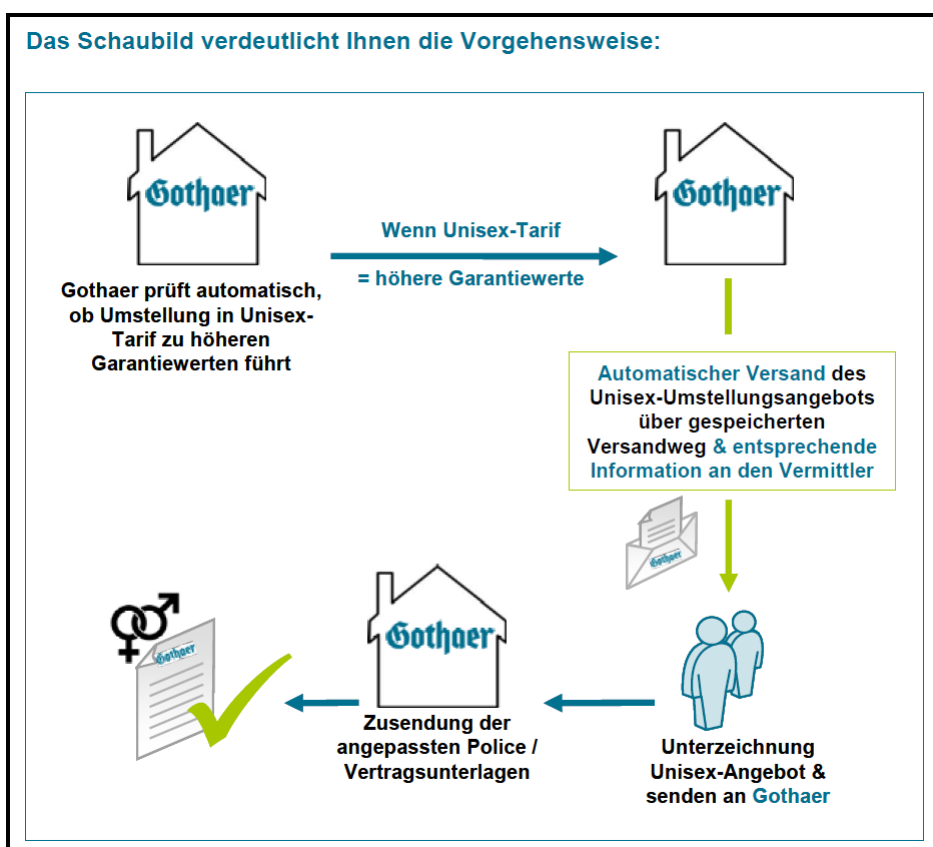 Das Schaubild verdeutlicht Ihnen die Vorgehensweise:
Gothaer
Gothaer prüft automatisch,
ob Umstellung in Unisex-
Tarif zu höheren
Garantiewerten führt
Wenn Unisex-Tarif
= höhere Garantiewerte
Gothaer
Automatischer Versand des
Unisex-Umstellungsangebots
über gespeicherten
Versandweg & entsprechende
Information an den Vermittler
Gothaer
Unterzeichnung
Unisex-Angebot &
senden an Gothaer
Gothaer
Zusendung der
angepassten Police /
Vertragsunterlagen
Gothaer